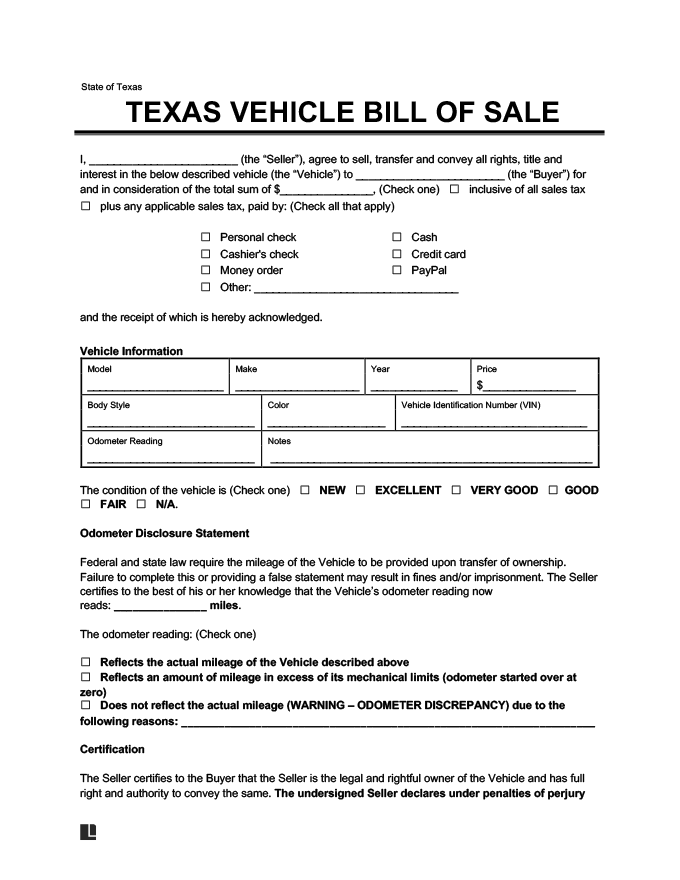 State of Texas
TEXAS VEHICLE BILL OF SALE
I, ________________________ (the “Seller”), agree to sell, transfer and convey all rights, title and
interest in the below described vehicle (the “Vehicle”) to ________________________ (the “Buyer”) for
and in consideration of the total sum of $_______________, (Check one) ☐ inclusive of all sales tax
☐ plus any applicable sales tax, paid by: (Check all that apply)
☐ Personal check ☐ Cash
☐ Cashier's check ☐ Credit card
☐ Money order ☐ PayPal
☐ Other: _________________________________
and the receipt of which is hereby acknowledged.
Vehicle Information
Model Make Year Price
______________________ ____________________ ______________ $_______________
Body Style Color Vehicle Identification Number (VIN)
___________________________ ___________________ ______________________________
Odometer Reading Notes
___________________________ ____________________________________________________
The condition of the vehicle is (Check one) ☐ NEW ☐ EXCELLENT ☐ VERY GOOD ☐ GOOD
☐ FAIR ☐ N/A.
Odometer Disclosure Statement
Federal and state law require the mileage of the Vehicle to be provided upon transfer of ownership.
Failure to complete this or providing a false statement may result in fines and/or imprisonment. The Seller
certifies to the best of his or her knowledge that the Vehicle’s odometer reading now
reads: _______________ miles.
The odometer reading: (Check one)
☐ Reflects the actual mileage of the Vehicle described above
☐ Reflects an amount of mileage in excess of its mechanical limits (odometer started over at
zero)
☐ Does not reflect the actual mileage (WARNING – ODOMETER DISCREPANCY) due to the
following reasons: ___________________________________________________________________
Certification
The Seller certifies to the Buyer that the Seller is the legal and rightful owner of the Vehicle and has full
right and authority to convey the same. The undersigned Seller declares under penalties of perjury